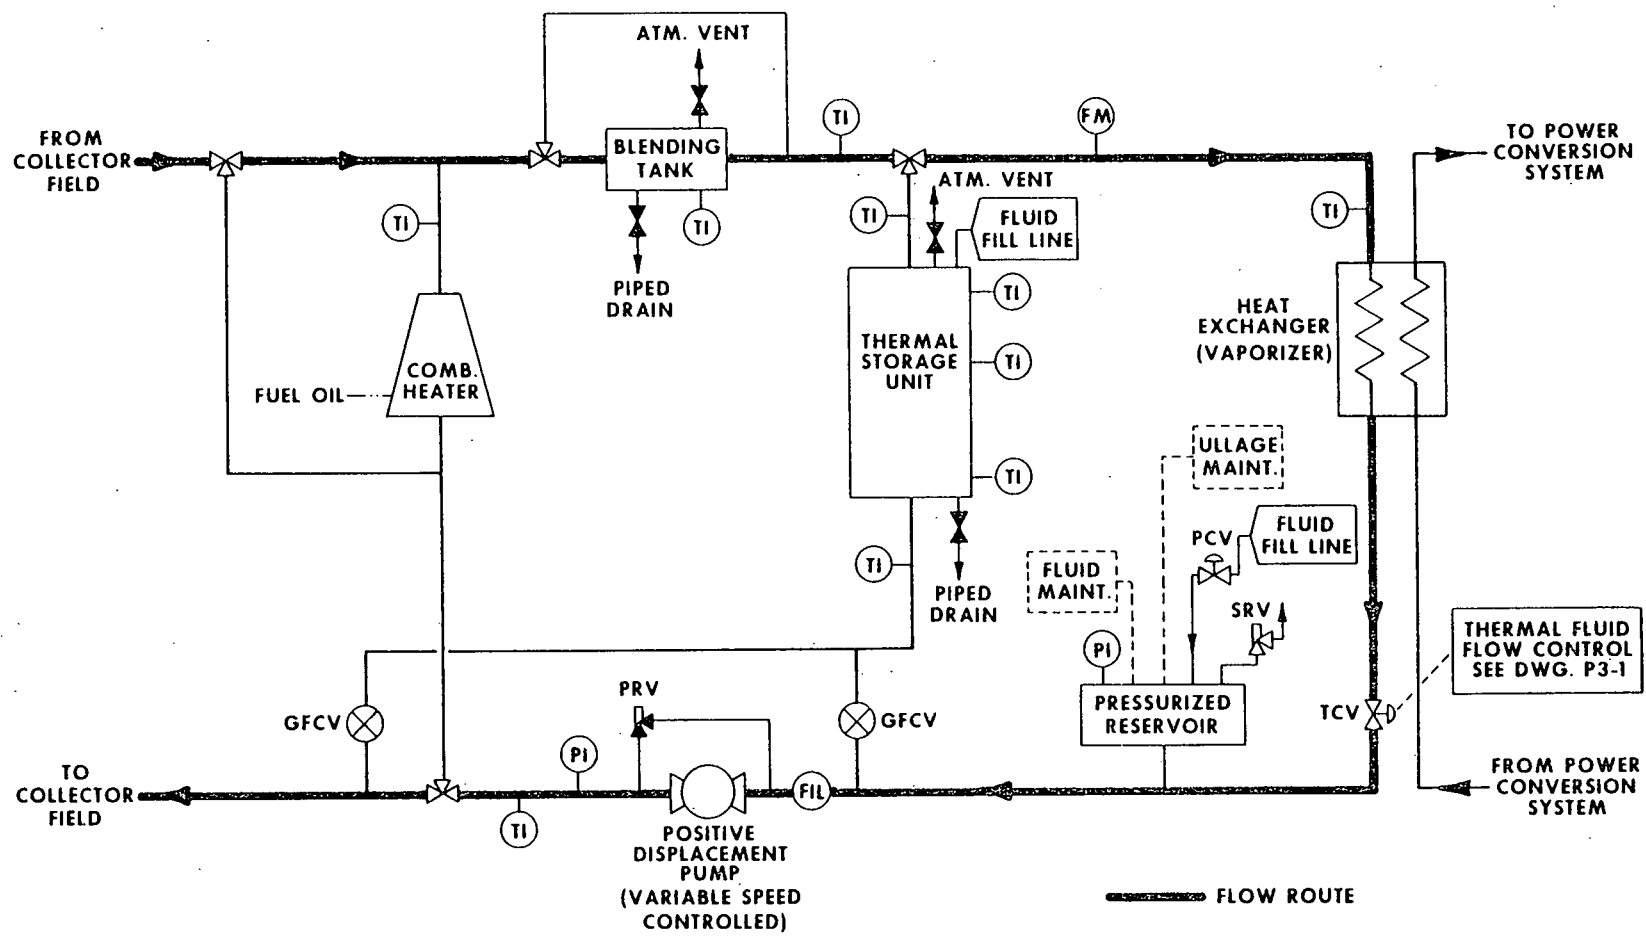 ATM. VENT
FROM
COLLECTOR
FIELD
BLENDING
TANK
TI
FM
TO POWER
CONVERSION
SYSTEM
TI
TI
TI
ATM. VENT
FLUID
FILL LINE
TI
PIPED
DRAIN
TI
HEAT
EXCHANGER
(VAPORIZER)
THERMAL
STORAGE
UNIT
TI
COMB.
HEATER
FUEL OIL
TI
ULLAGE
MAINT.
PCV
FLUID
FILL LINE
TI
FLUID
MAINT.
PIPED
DRAIN
SRV
PI
THERMAL FLUID
FLOW CONTROL
SEE DWG. P3-1
PRV
GFCV
GFCV
PRESSURIZED
RESERVOIR
TCV
PI
TO
COLLECTOR
FIELD
FIL
FROM POWER
CONVERSION
SYSTEM
TI
POSITIVE
DISPLACEMENT
PUMP
(VARIABLE SPEED
CONTROLLED)
FLOW ROUTE